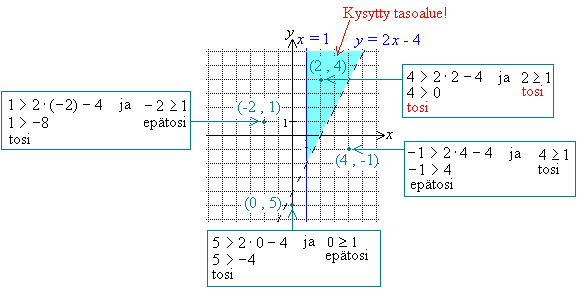 Kysytty tasoalue!
y
x = 1
y = 2x - 4
(2 , 4)
4 > 2 · 2 – 4 ja 2 ≥ 1
4 > 0 tosi
tosi
1 > 2 · (–2) – 4 ja –2 ≥ 1
1 > –8 epätosi
tosi
(-2 , 1)
1
x
(4 , -1)
–1 > 2 · 4 – 4 ja 4 ≥ 1
–1 > 4 tosi
epätosi
(0 , 5)
5 > 2 · 0 – 4 ja 0 ≥ 1
5 > –4 epätosi
tosi